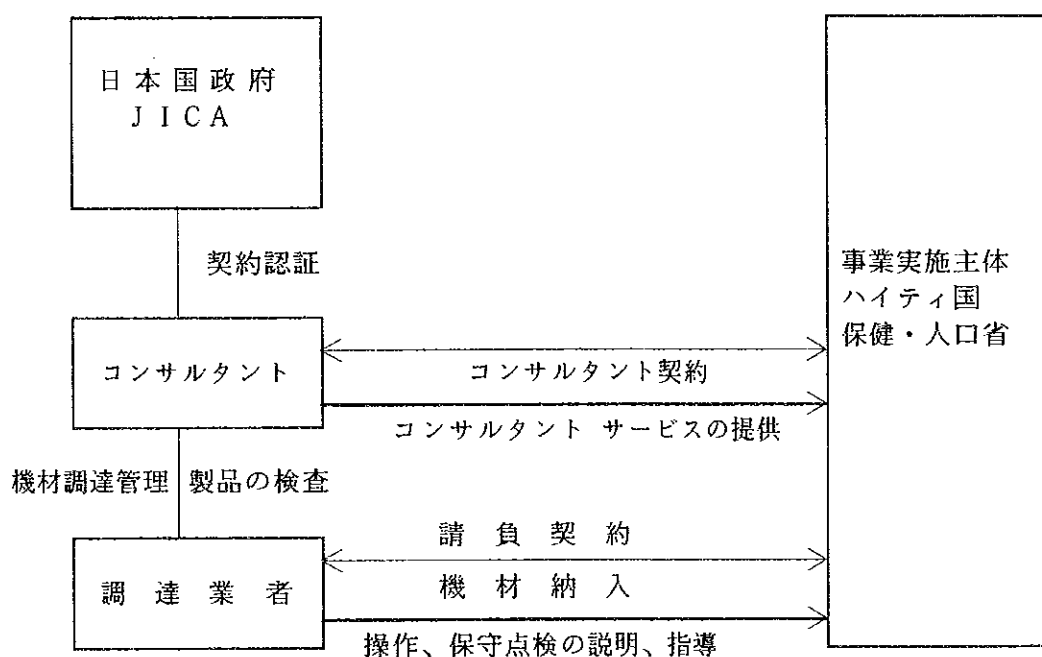 日本国政府
JICA
契約認証
事業実施主体
ハイティ国
保健・人口省
コンサルタント
コンサルタント契約
コンサルタント サービスの提供
機材調達管理 製品の検査
請負契約
調達業者
機材納入
操作、保守点検の説明、指導